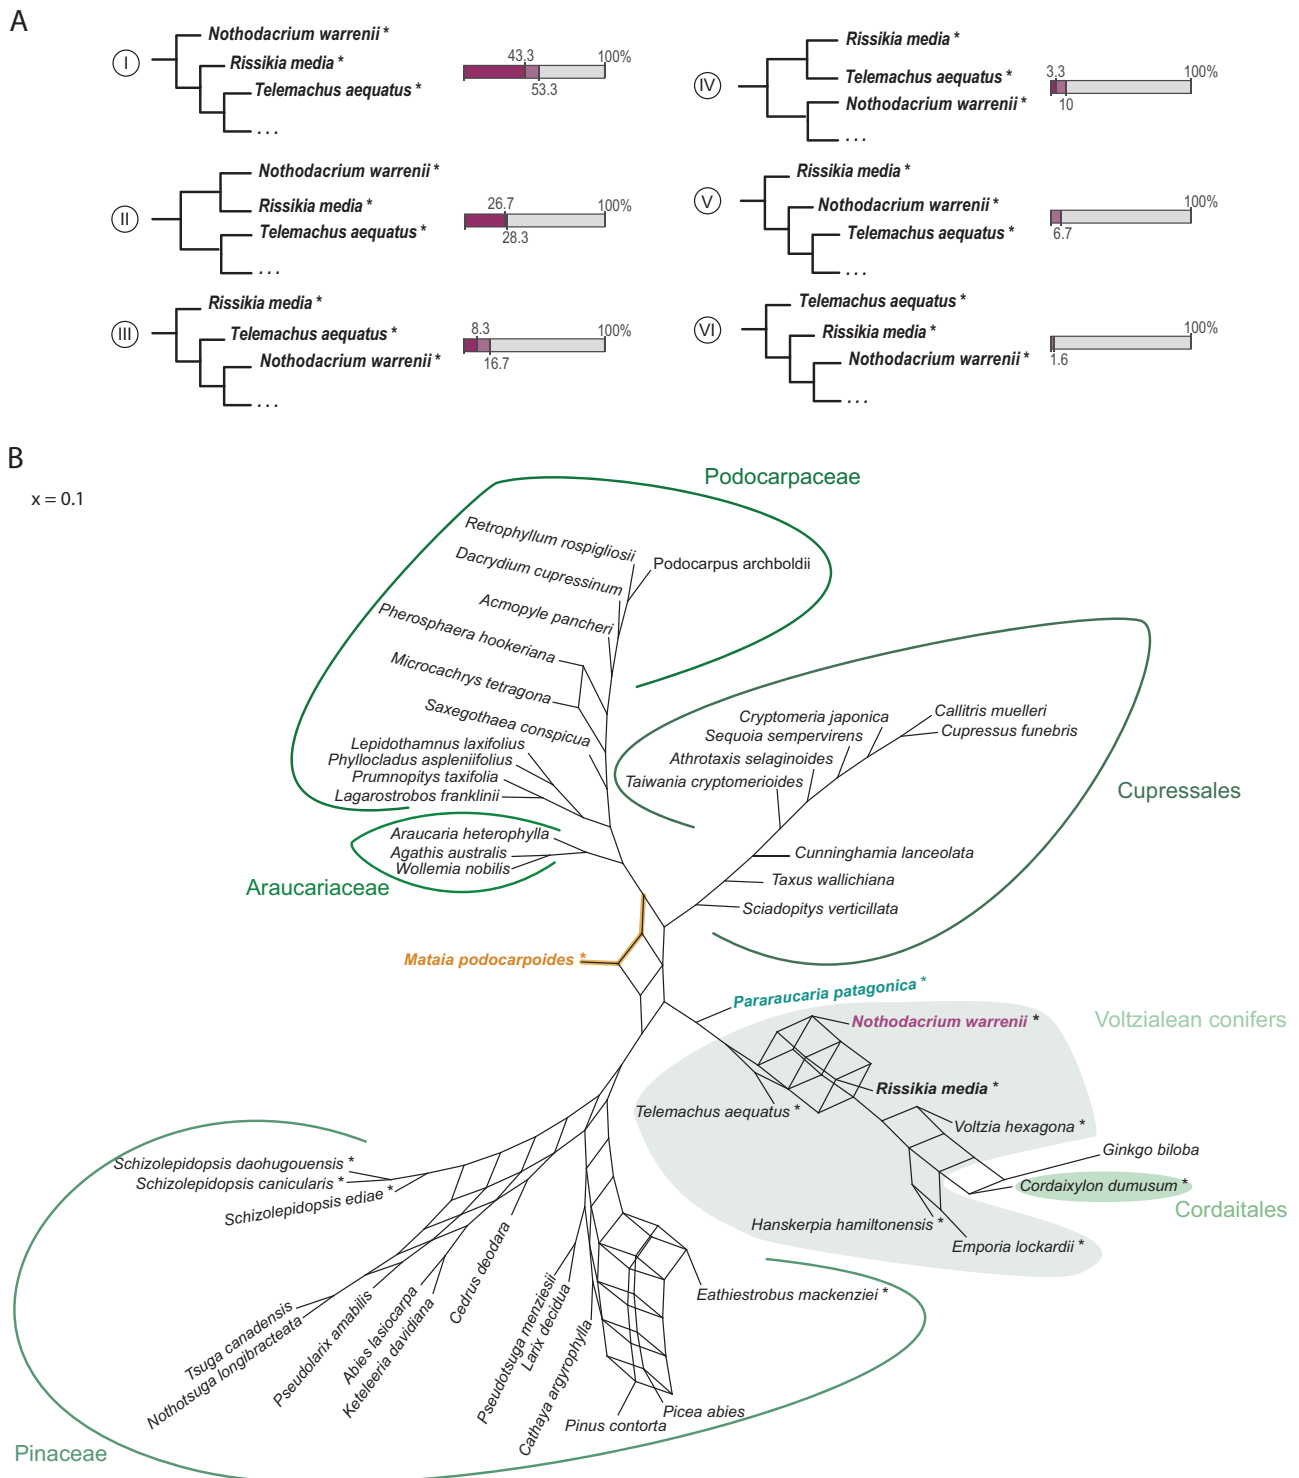 A
I
Nothodacrium warrenii *
Rissikia media *
Telemachus aequatus *
. . .
43.3
100%
53.3
II
Nothodacrium warrenii *
Rissikia media *
Telemachus aequatus *
. . .
26.7
100%
28.3
III
Rissikia media *
Telemachus aequatus *
Nothodacrium warrenii *
. . .
8.3
100%
16.7
IV
Rissikia media *
Telemachus aequatus *
Nothodacrium warrenii *
. . .
3.3
100%
10
V
Rissikia media *
Nothodacrium warrenii *
Telemachus aequatus *
. . .
100%
6.7
VI
Telemachus aequatus *
Rissikia media *
Nothodacrium warrenii *
. . .
100%
1.6
B
x = 0.1
Podocarpaceae
Retrophyllum rospigliosii
Podocarpus archboldii
Dacrydium cupressinum
Acmopyle pancheri
Pherosphaera hookeriana
Microcachrys tetragona
Saxegothaea conspicua
Lepidothamnus laxifolius
Phyllocladus aspleniifolius
Prumnopitys taxifolia
Lagarostrobos franklinii
Araucaria heterophylla
Agathis australis
Wollemia nobilis
Araucariaceae
Callitris muelleri
Cupressus funebris
Cryptomeria japonica
Sequoia sempervirens
Athrotaxis selaginoides
Taiwania cryptomerioides
Cupressales
Cunninghamia lanceolata
Taxus wallichiana
Sciadopitys verticillata
Mataia podocarpoides *
Pararaucaria patagonica *
Nothodacrium warrenii *
Voltzialean conifers
Rissikia media *
Telemachus aequatus *
Voltzia hexagona *
Ginkgo biloba
Cordaixylon dumusum *
Cordaitales
Hanskerpia hamiltonensis *
Emporia lockardii *
Schizolepidopsis daohugouensis *
Schizolepidopsis canicularis *
Schizolepidopsis ediae *
Tsuga canadensis
Nothotsuga longibracteata
Pseudolarix amabilis
Abies lasiocarpa
Keteleeria davidiana
Cedrus deodara
Pseudotsuga menziesii
Larix decidua
Cathaya argyrophylla
Eathiestrobus mackenziei *
Picea abies
Pinus contorta
Pinaceae